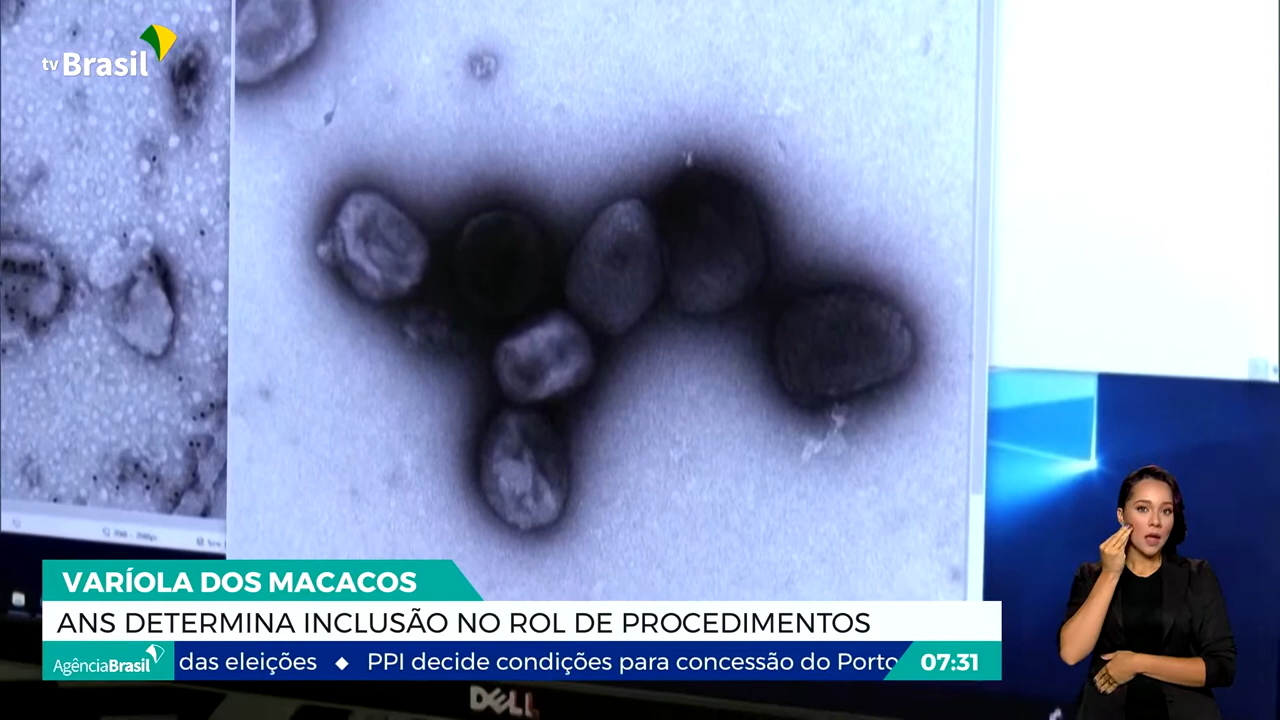 tv Brasil
VARÍOLA DOS MACACOS
ANS DETERMINA INCLUSÃO NO ROL DE PROCEDIMENTOS
AgênciaBrasil das eleições ◆ PPI decide condições para concessão do Porto 07:31
DELL